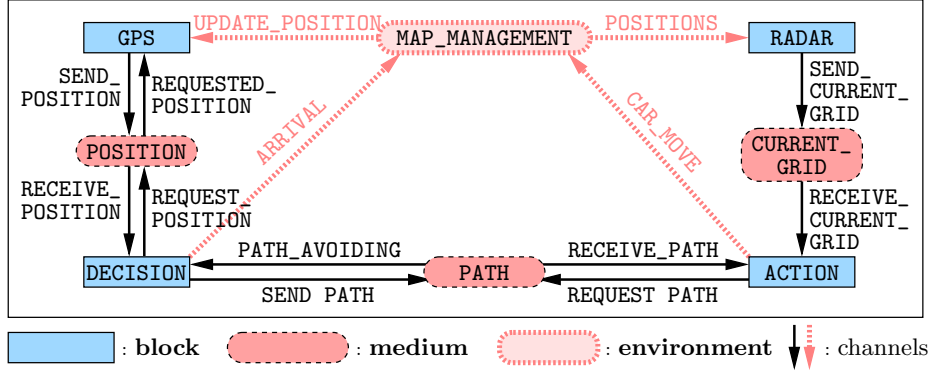 GPS
UPDATE_POSITION
MAP_MANAGEMENT
POSITIONS
RADAR
SEND_
POSITION
REQUESTED_
POSITION
SEND_
CURRENT_
GRID
ARRIVAL
CAR_MOVE
POSITION
CURRENT_
GRID
RECEIVE_
POSITION
REQUEST_
POSITION
RECEIVE_
CURRENT_
GRID
PATH_AVOIDING
RECEIVE_PATH
DECISION
PATH
ACTION
SEND PATH
REQUEST PATH
: block : medium : environment : channels